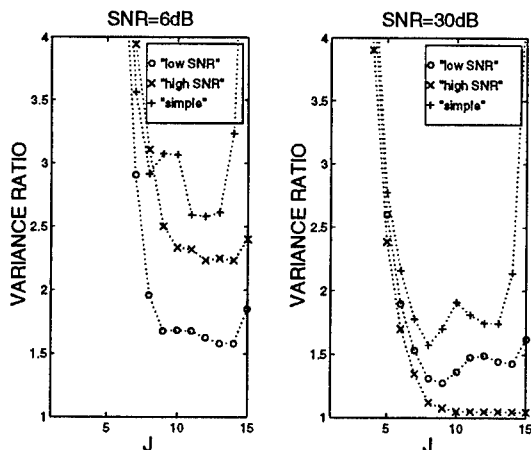 SNR=6dB
SNR=30dB
4
3.5
3
2.5
2
1.5
1
5
10
15
VARIANCE RATIO
J
"low SNR"
"high SNR"
"simple"
4
3.5
3
2.5
2
1.5
1
5
10
15
VARIANCE RATIO
J
"low SNR"
"high SNR"
"simple"